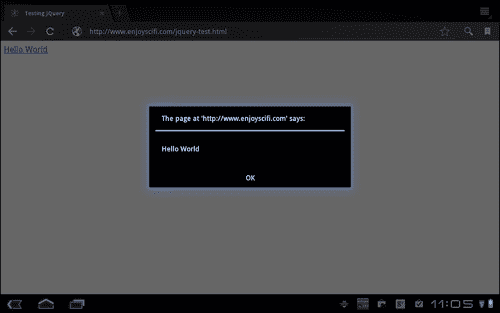 Testing jQuery
http://www.enjoyscifi.com/jquery-test.html
Hello World
The page at 'http://www.enjoyscifi.com' says:
Hello World
OK
11:05